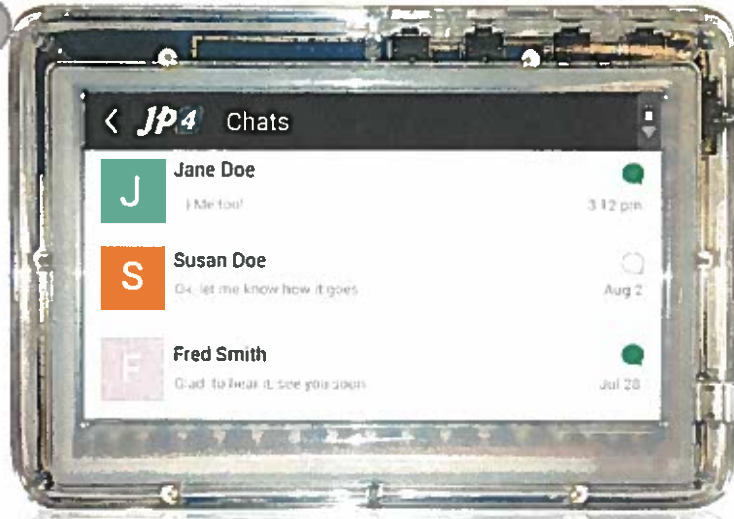 JP4 Chats
J
Jane Doe
Me too!
3:12 pm
S
Susan Doe
Ok, let me know how it goes
Aug 2
F
Fred Smith
Glad to hear it, see you soon
Jul 28